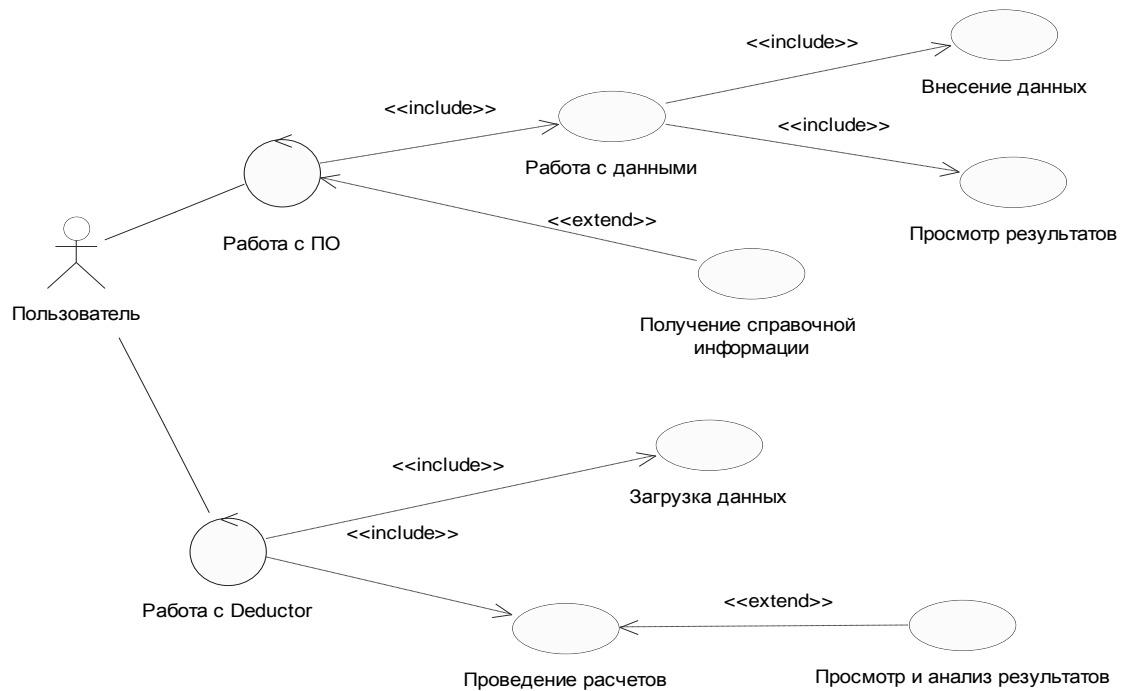 <<include>>
Внесение данных
<<include>>
<<include>>
Работа с данными
Просмотр результатов
<<extend>>
Работа с ПО
Пользователь
Получение справочной
информации
<<include>>
Загрузка данных
<<include>>
Работа с Deductor
<<extend>>
Проведение расчетов
Просмотр и анализ результатов